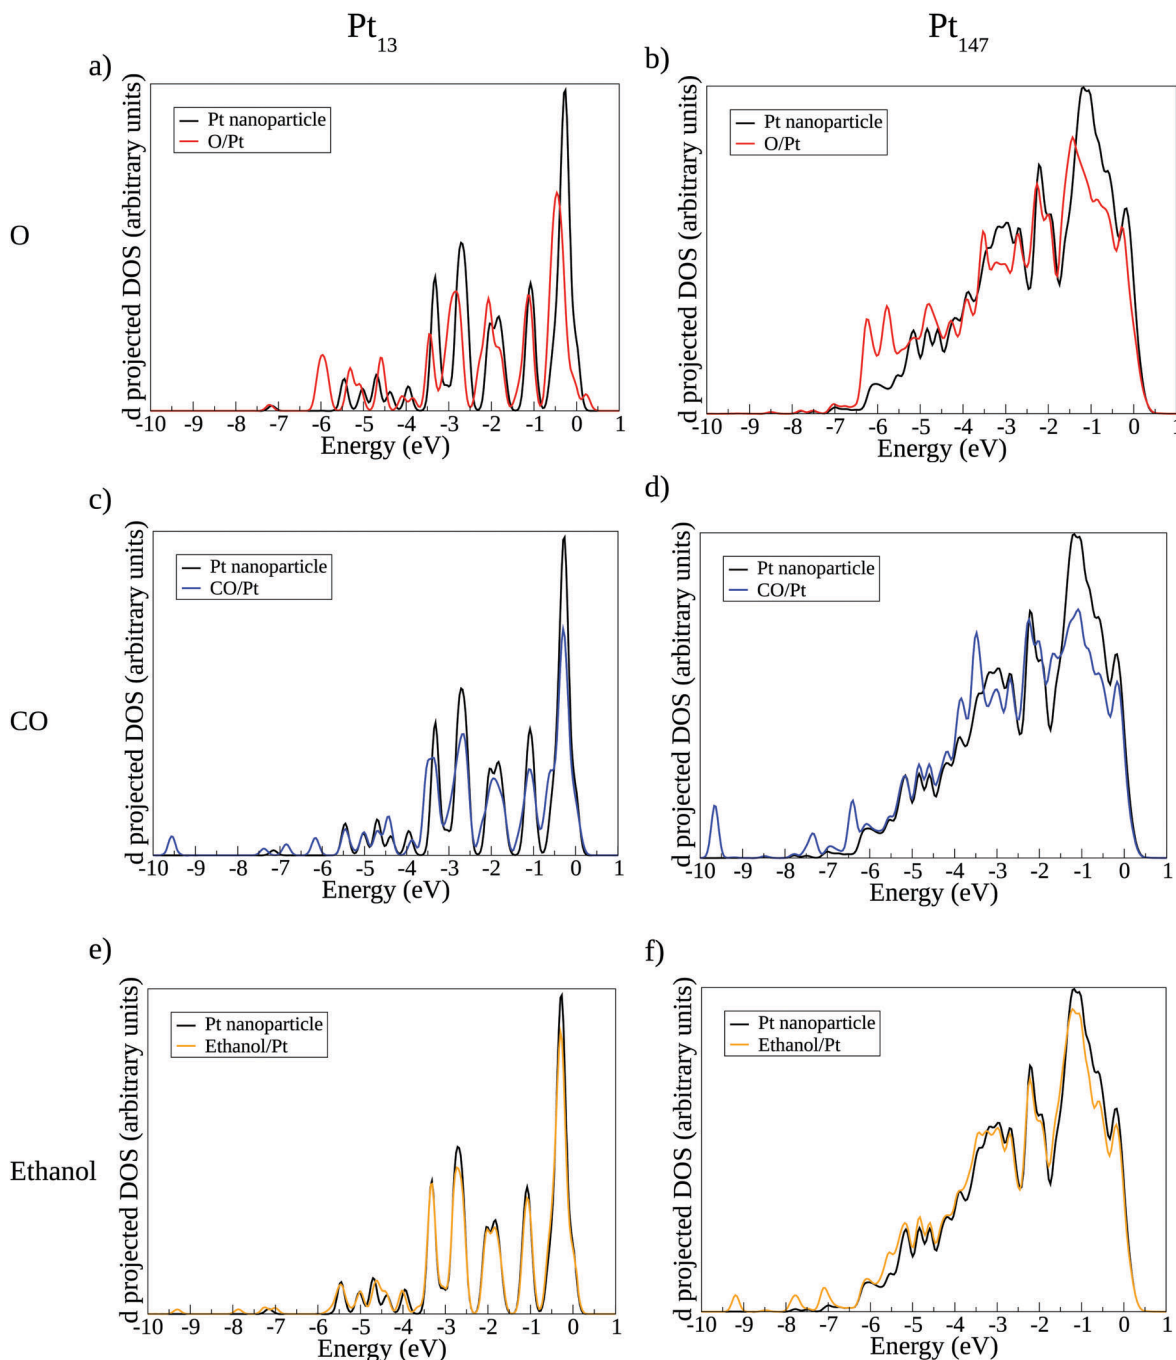 Pt13
Pt147
a)
b)
d projected DOS (arbitrary units)
Pt nanoparticle
O/Pt
d projected DOS (arbitrary units)
Pt nanoparticle
O/Pt
O
-10 -9 -8 -7 -6 -5 -4 -3 -2 -1 0 1
Energy (eV)
-10 -9 -8 -7 -6 -5 -4 -3 -2 -1 0 1
Energy (eV)
c)
d)
d projected DOS (arbitrary units)
Pt nanoparticle
CO/Pt
d projected DOS (arbitrary units)
Pt nanoparticle
CO/Pt
CO
-10 -9 -8 -7 -6 -5 -4 -3 -2 -1 0 1
Energy (eV)
-10 -9 -8 -7 -6 -5 -4 -3 -2 -1 0 1
Energy (eV)
e)
f)
d projected DOS (arbitrary units)
Pt nanoparticle
Ethanol/Pt
d projected DOS (arbitrary units)
Pt nanoparticle
Ethanol/Pt
Ethanol
-10 -9 -8 -7 -6 -5 -4 -3 -2 -1 0 1
Energy (eV)
-10 -9 -8 -7 -6 -5 -4 -3 -2 -1 0 1
Energy (eV)